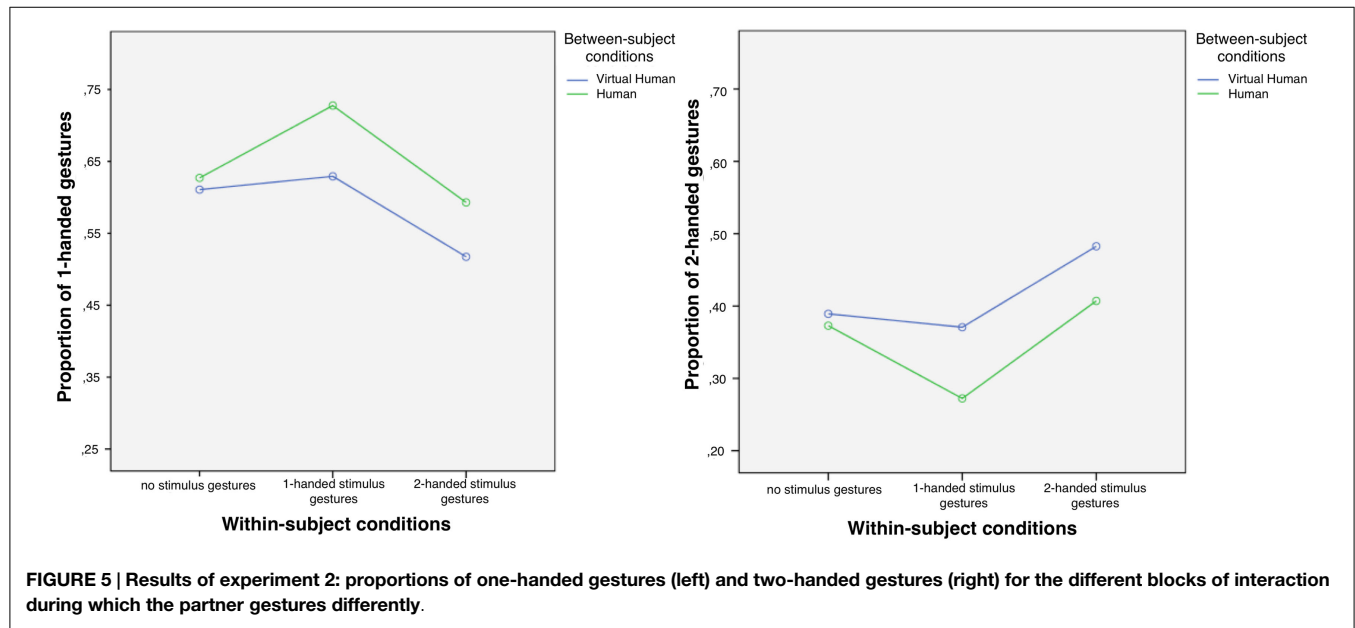 Between-subject
conditions
Virtual Human
Human
Proportion of 1-handed gestures
,75
,65
,55
,45
,35
,25
no stimulus gestures
1-handed stimulus
gestures
2-handed stimulus
gestures
Within-subject conditions
Between-subject
conditions
Virtual Human
Human
Proportion of 2-handed gestures
,70
,60
,50
,40
,30
,20
no stimulus gestures
1-handed stimulus
gestures
2-handed stimulus
gestures
Within-subject conditions
FIGURE 5 | Results of experiment 2: proportions of one-handed gestures (left) and two-handed gestures (right) for the different blocks of interaction
during which the partner gestures differently.